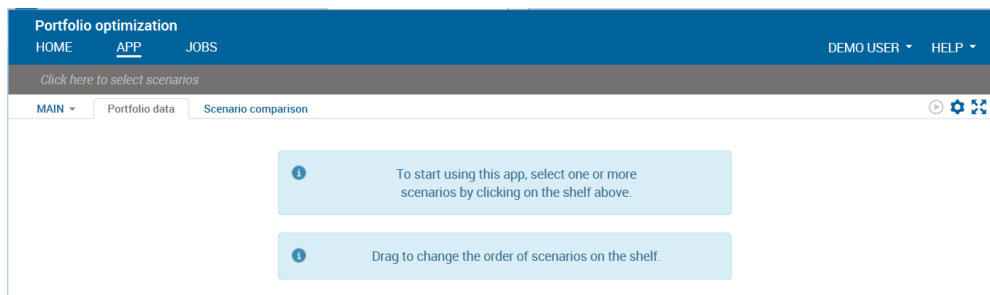 Portfolio optimization
HOME APP JOBS DEMO USER HELP
Click here to select scenarios
MAIN Portfolio data Scenario comparison
To start using this app, select one or more
scenarios by clicking on the shelf above.
Drag to change the order of scenarios on the shelf.